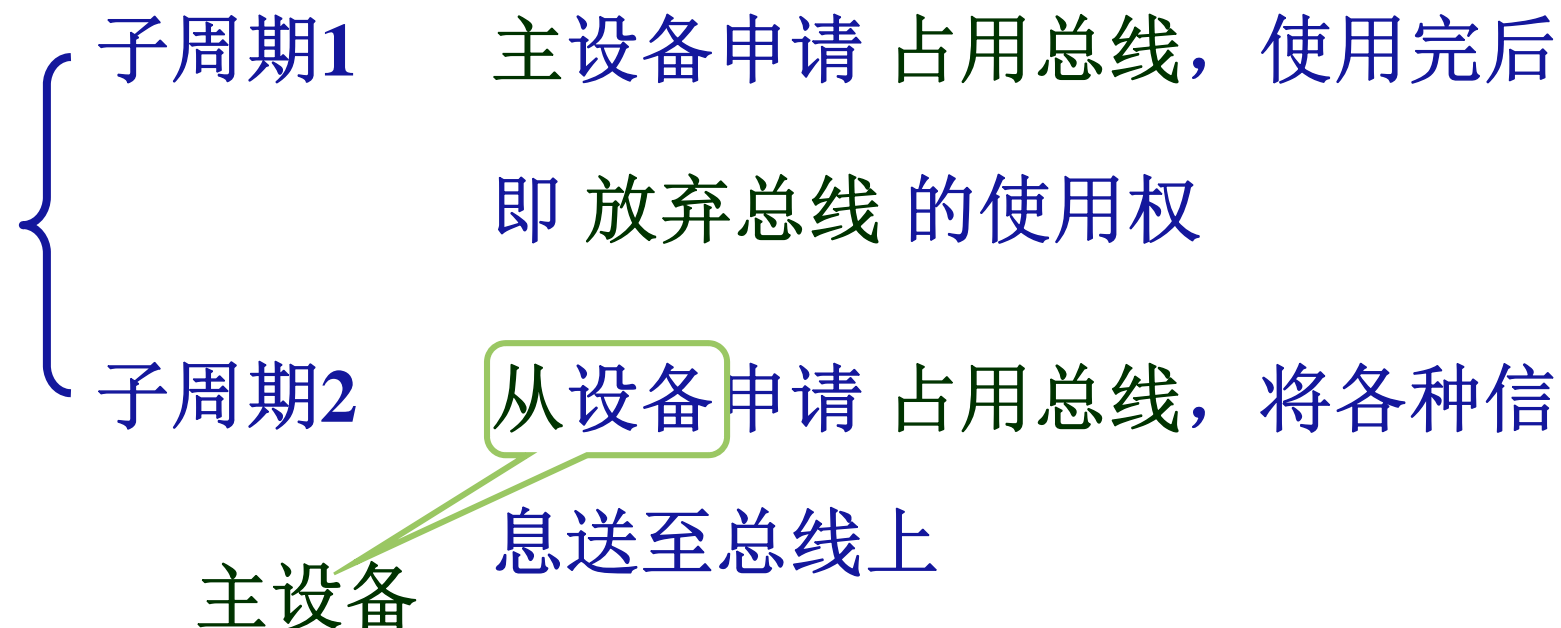 子周期1 主设备申请 占用总线，使用完后
即 放弃总线 的使用权
子周期2 从设备申请 占用总线，将各种信
息送至总线上
主设备